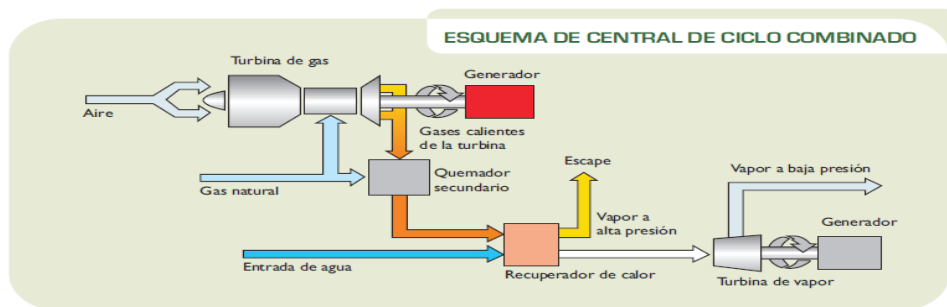 ESQUEMA DE CENTRAL DE CICLO COMBINADO
Turbina de gas
Generador
Aire
Gases calientes
de la turbina
Gas natural
Quemador
secundario
Escape
Vapor a baja presión
Vapor a
alta presión
Generador
Entrada de agua
Recuperador de calor
Turbina de vapor